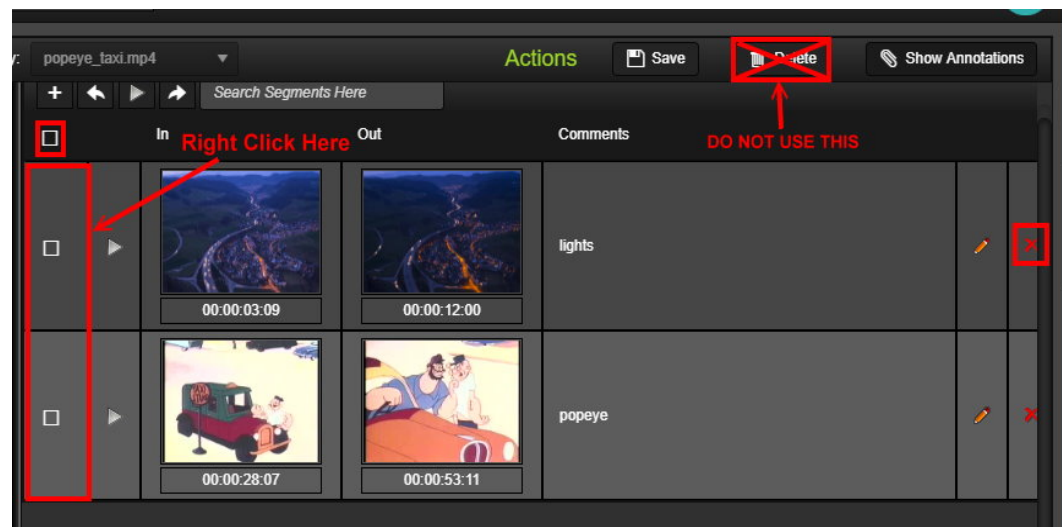 y: popeye_taxi.mp4 Actions Save Delete Show Annotations
Search Segments Here
In Right Click Here Out Comments DO NOT USE THIS
lights
00:00:03:09 00:00:12:00
popeye
00:00:28:07 00:00:53:11